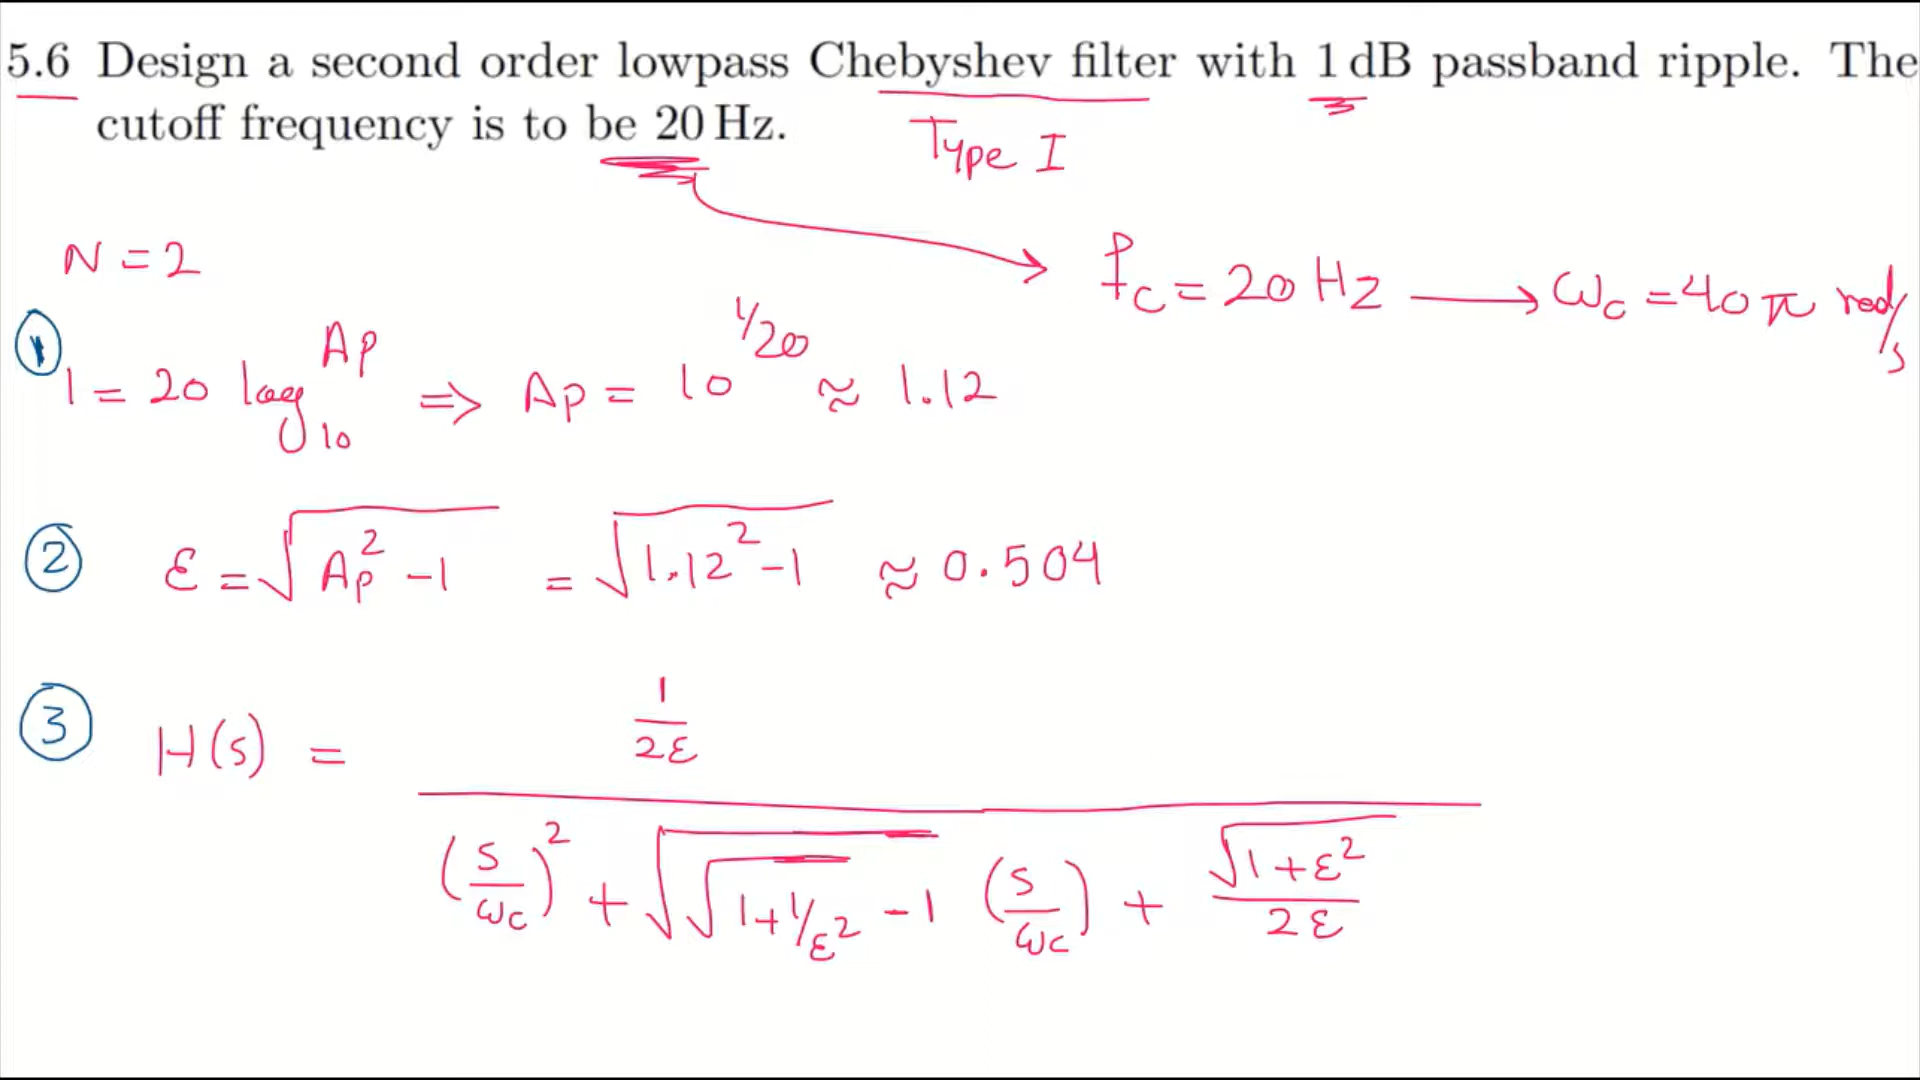 5.6 Design a second order lowpass Chebyshev filter with 1 dB passband ripple. The
cutoff frequency is to be 20 Hz.
Type I
N = 2
fc = 20 Hz → ωc = 40 π rad/s
① 1 = 20 log₁₀ Ap ⇒ Ap = 10^(1/20) ≈ 1.12
② ε = √(Ap² - 1) = √(1.12² - 1) ≈ 0.504
③ H(s) = (1/(2ε)) / ((s/ωc)² + √(√(1 + 1/ε²) - 1) (s/ωc) + √(1 + ε²)/(2ε))